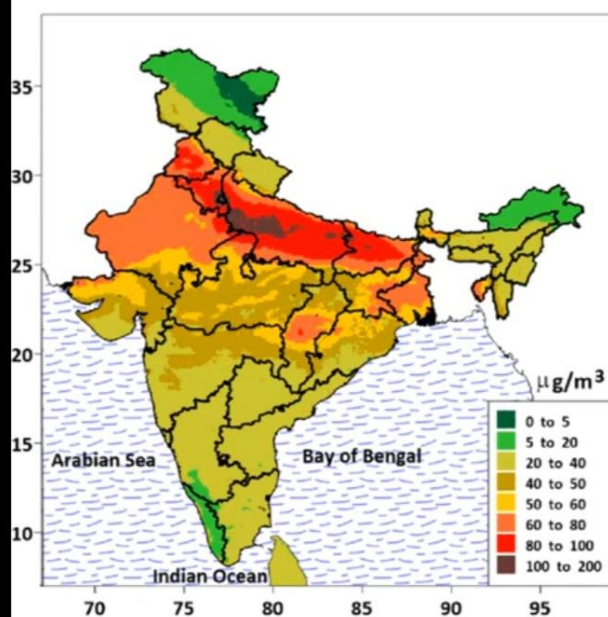 35
30
25
20
15
10
μg/m³
0 to 5
5 to 20
20 to 40
40 to 50
50 to 60
60 to 80
80 to 100
100 to 200
Arabian Sea
Bay of Bengal
Indian Ocean
70 75 80 85 90 95